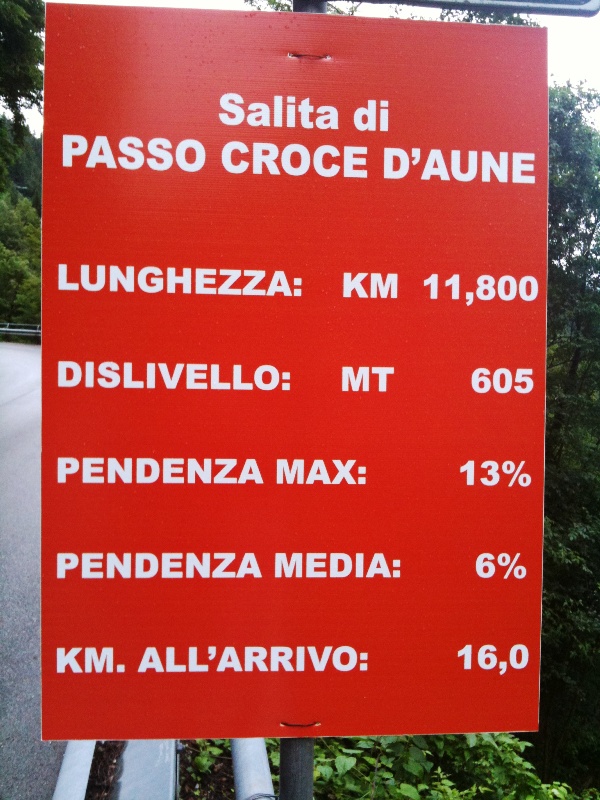 Salita di
PASSO CROCE D'AUNE
LUNGHEZZA: KM 11,800
DISLIVELLO: MT 605
PENDENZA MAX: 13%
PENDENZA MEDIA: 6%
KM. ALL'ARRIVO: 16,0